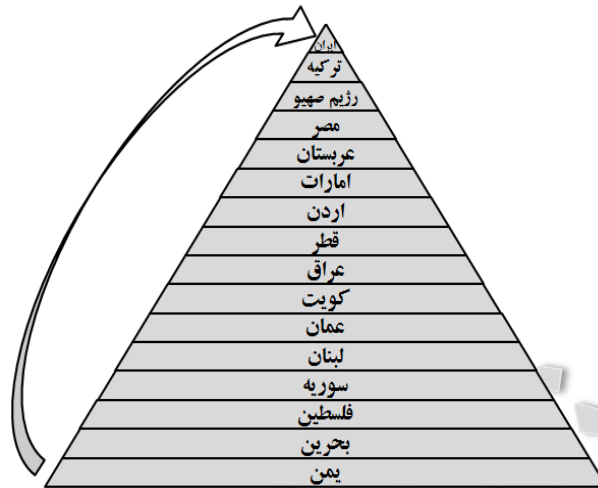 ایران
ترکیه
رژیم صهیو
مصر
عربستان
امارات
اردن
قطر
عراق
کویت
عمان
لبنان
سوریه
فلسطین
بحرین
یمن